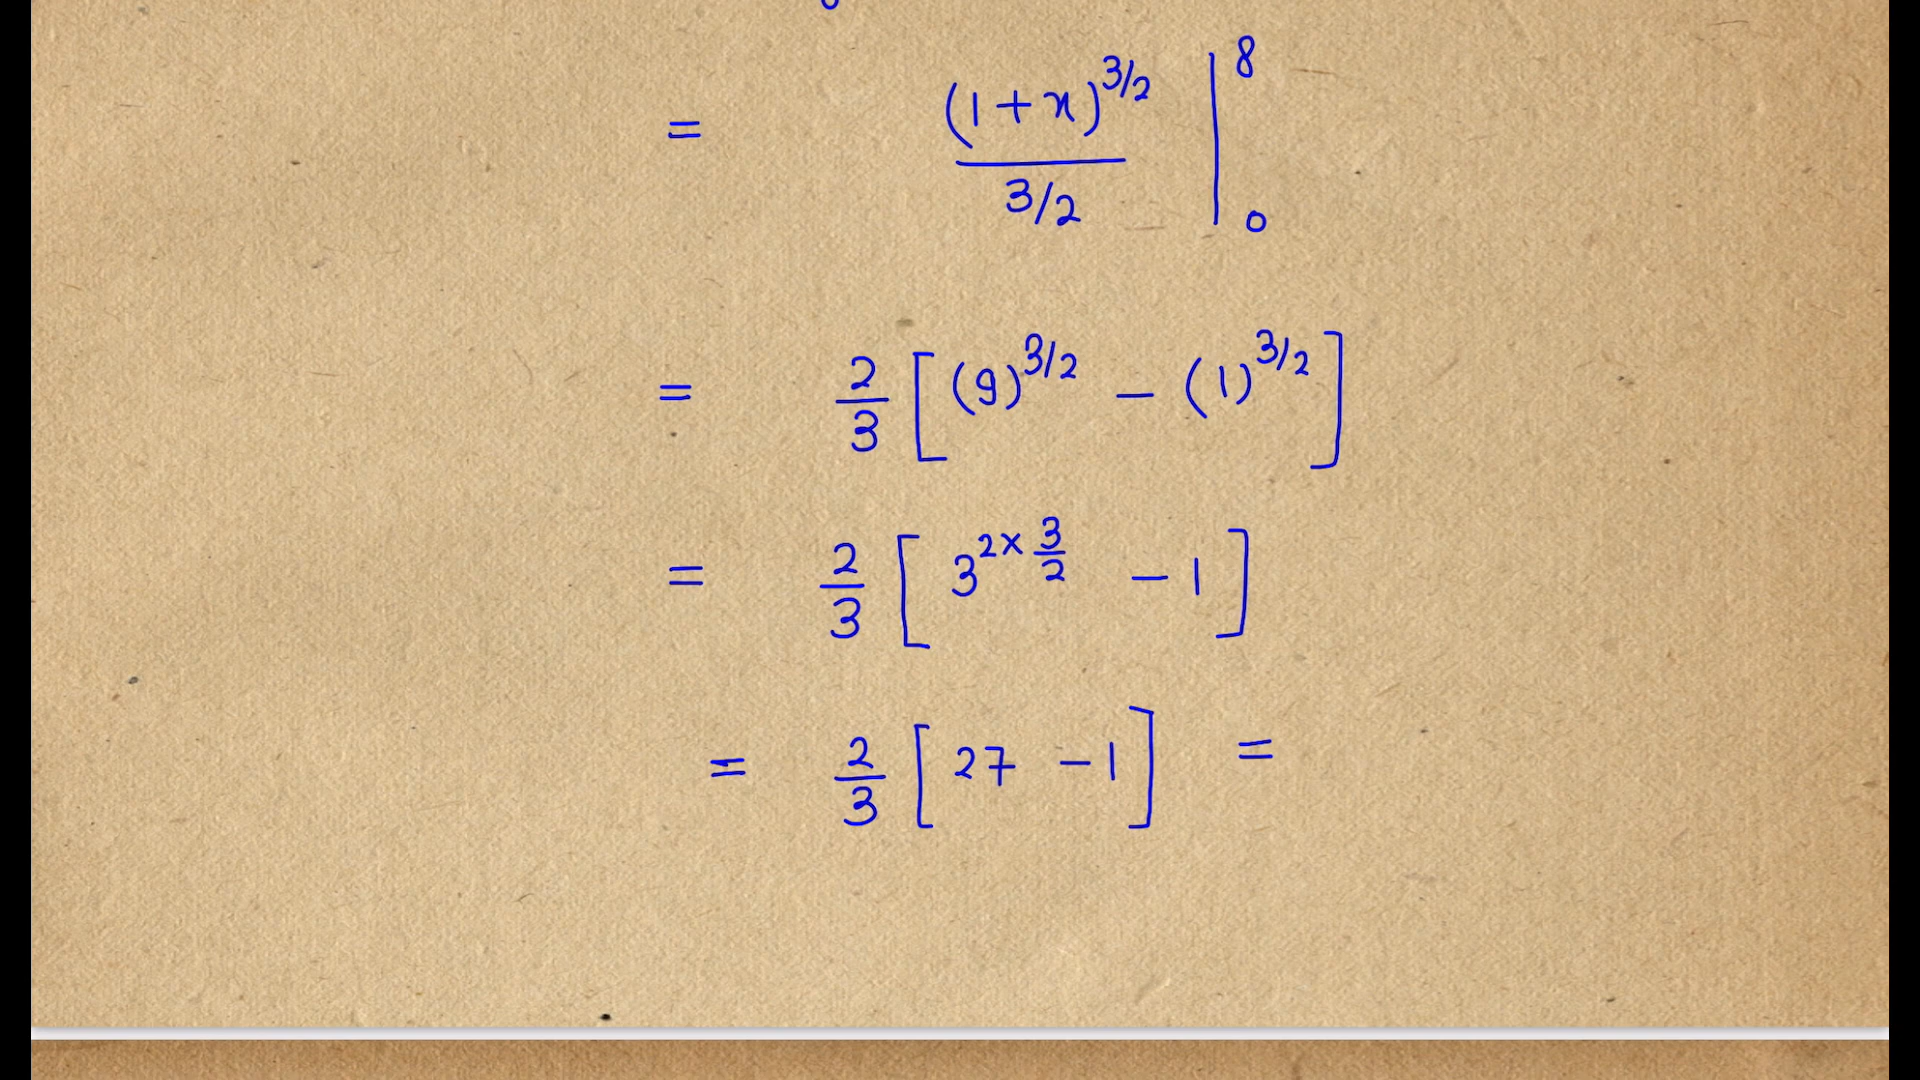 = (1+x)^3/2 / 3/2 | 8 0
= 2/3 [ (9)^3/2 - (1)^3/2 ]
= 2/3 [ 3^2×3/2 - 1 ]
= 2/3 [ 27 - 1 ] =